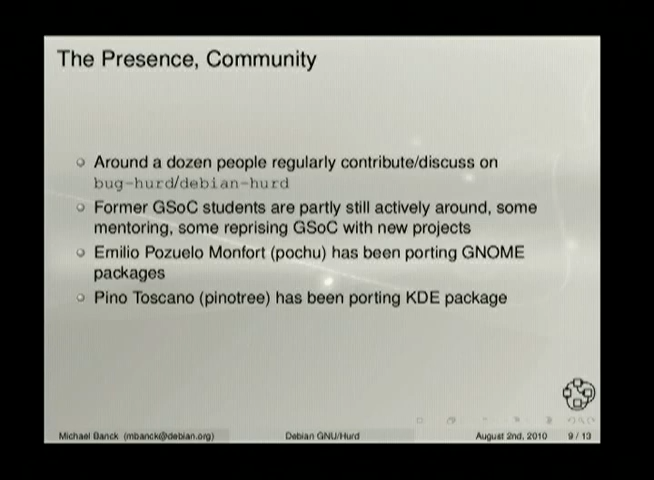 The Presence, Community
Around a dozen people regularly contribute/discuss on
bug-hurd/debian-hurd
Former GSoC students are partly still actively around, some
mentoring, some reprising GSoC with new projects
Emilio Pozuelo Monfort (pochu) has been porting GNOME
packages
Pino Toscano (pinotree) has been porting KDE package
Michael Banck (mbanck@debian.org) Debian GNU/Hurd August 2nd, 2010 9 / 13